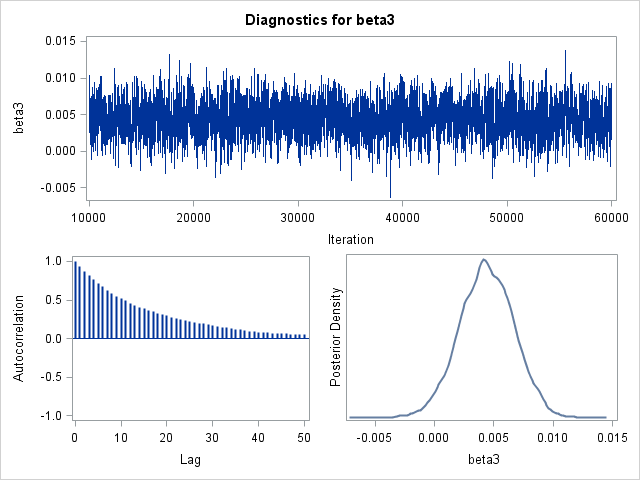 Diagnostics for beta3
0.015
0.010
0.005
0.000
-0.005
beta3
10000 20000 30000 40000 50000 60000
Iteration
1.0
0.5
0.0
-0.5
-1.0
Autocorrelation
0 10 20 30 40 50
Lag
Posterior Density
-0.005 0.000 0.005 0.010 0.015
beta3